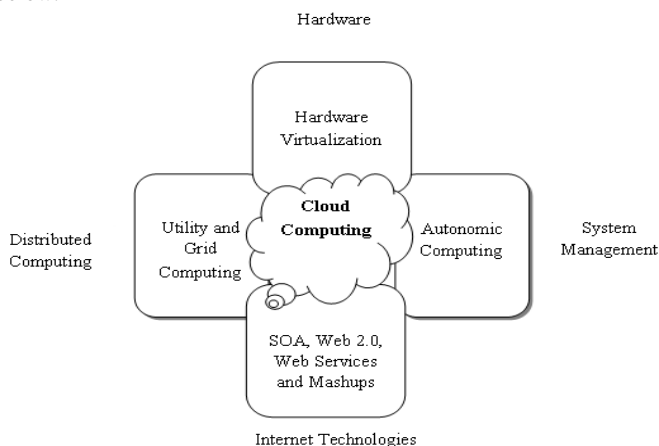 Hardware
Hardware
Virtualization
Cloud
Computing
Utility and
Grid
Computing
Autonomic
Computing
Distributed
Computing
System
Management
SOA, Web 2.0,
Web Services
and Mashups
Internet Technologies